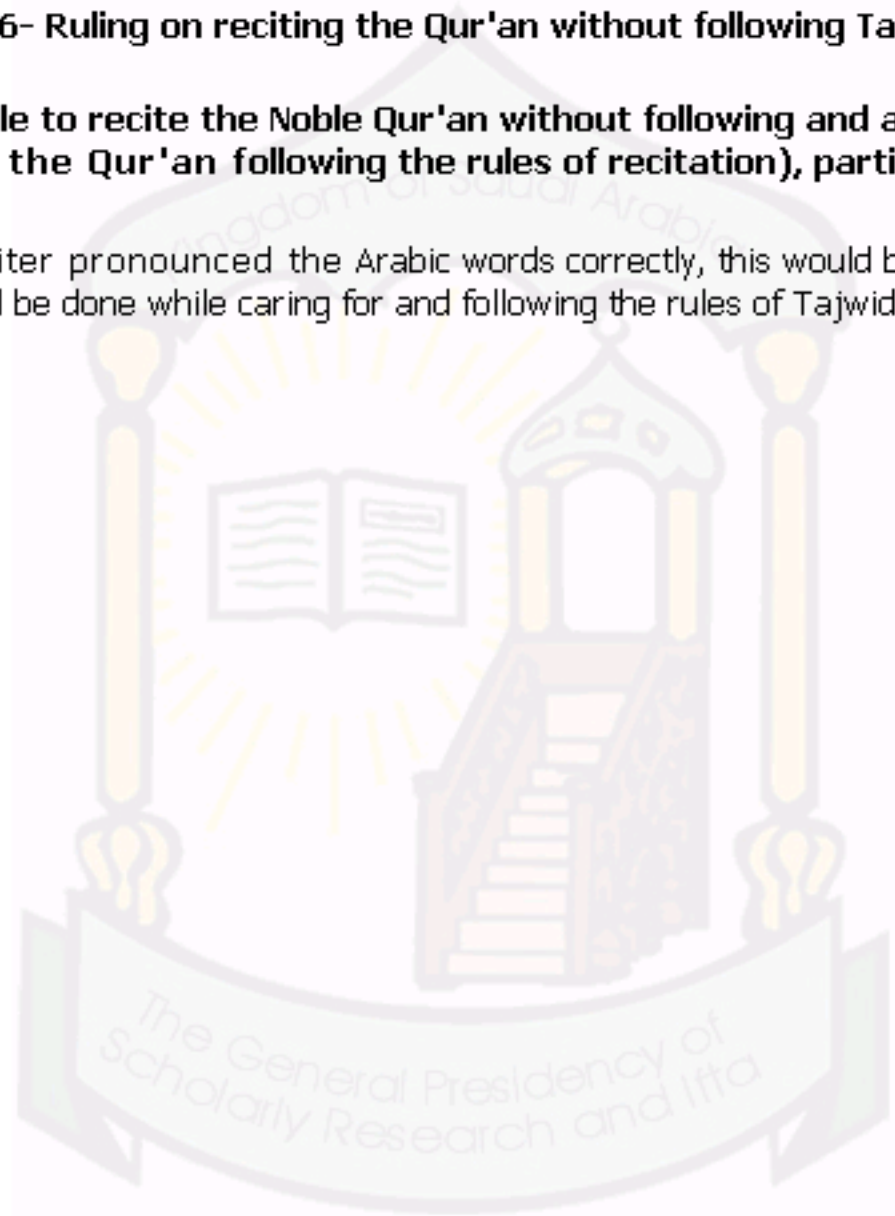 6- Ruling on reciting the Qur'an without following Ta
le to recite the Noble Qur'an without following and a
the Qur'an following the rules of recitation), parti
iter pronounced the Arabic words correctly, this would b
l be done while caring for and following the rules of Tajwid
Kingdom of Saudi Arabia
The General Presidency of
Scholarly Research and Ifta